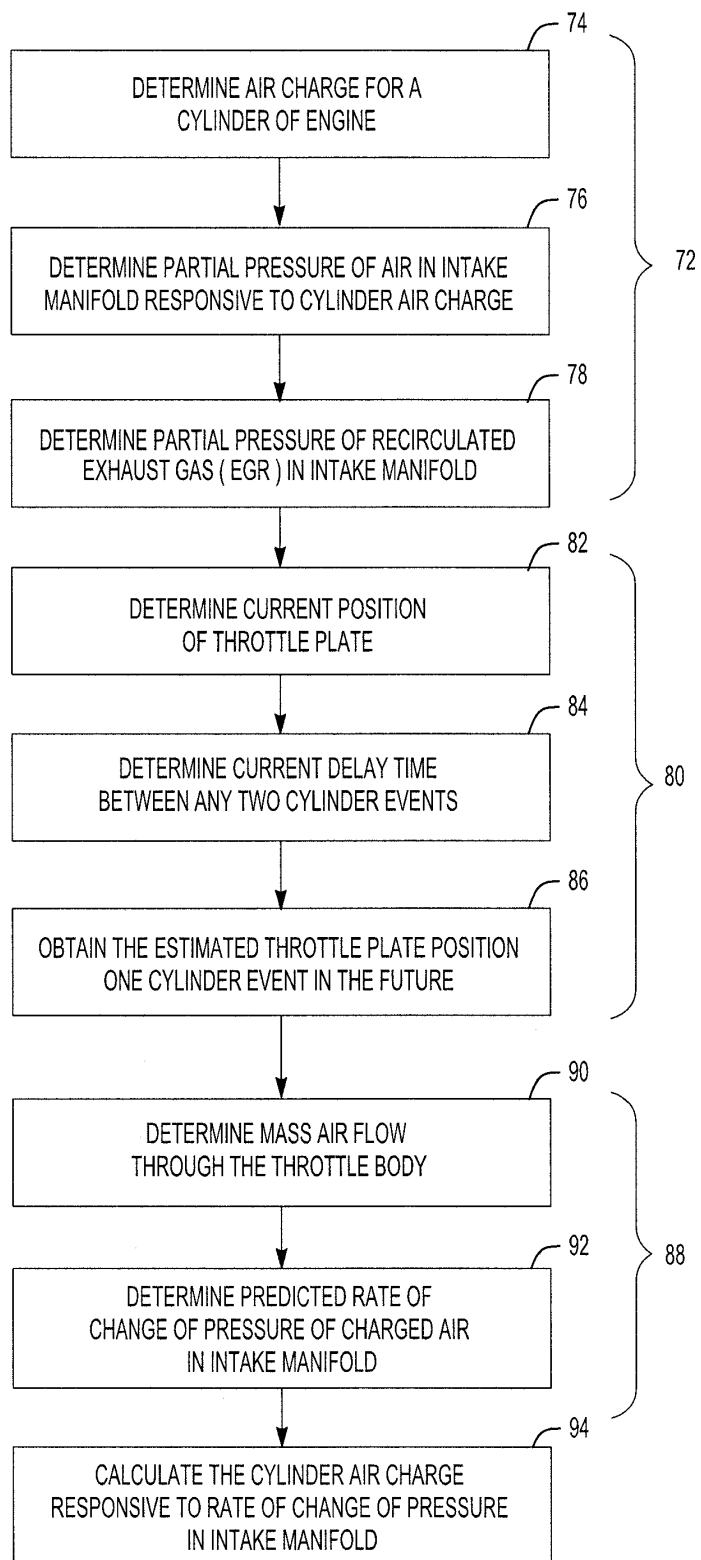 74
DETERMINE AIR CHARGE FOR A
CYLINDER OF ENGINE
76
DETERMINE PARTIAL PRESSURE OF AIR IN INTAKE
MANIFOLD RESPONSIVE TO CYLINDER AIR CHARGE
72
78
DETERMINE PARTIAL PRESSURE OF RECIRCULATED
EXHAUST GAS ( EGR ) IN INTAKE MANIFOLD
82
DETERMINE CURRENT POSITION
OF THROTTLE PLATE
84
DETERMINE CURRENT DELAY TIME
BETWEEN ANY TWO CYLINDER EVENTS
80
86
OBTAIN THE ESTIMATED THROTTLE PLATE POSITION
ONE CYLINDER EVENT IN THE FUTURE
90
DETERMINE MASS AIR FLOW
THROUGH THE THROTTLE BODY
88
92
DETERMINE PREDICTED RATE OF
CHANGE OF PRESSURE OF CHARGED AIR
IN INTAKE MANIFOLD
94
CALCULATE THE CYLINDER AIR CHARGE
RESPONSIVE TO RATE OF CHANGE OF PRESSURE
IN INTAKE MANIFOLD